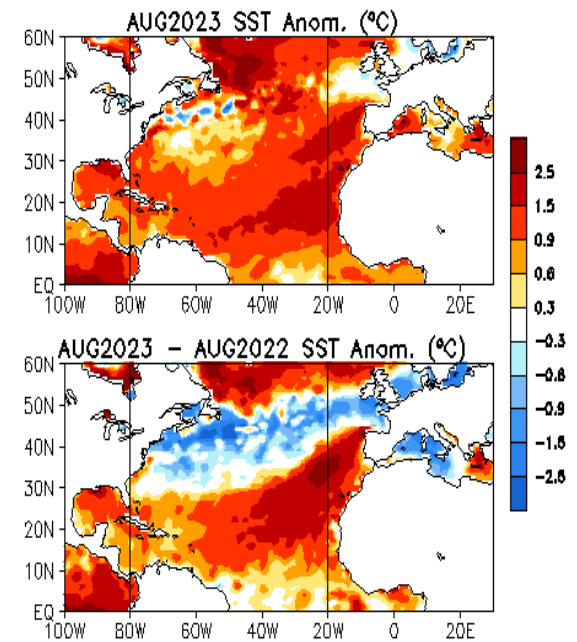 AUG2023 SST Anom. (°C)
60N
50N
40N
30N
20N
10N
EQ
100W 80W 60W 40W 20W 0 20E
AUG2023 - AUG2022 SST Anom. (°C)
60N
50N
40N
30N
20N
10N
EQ
100W 80W 60W 40W 20W 0 20E
2.5
1.5
0.9
0.6
0.3
-0.3
-0.6
-0.9
-1.5
-2.5